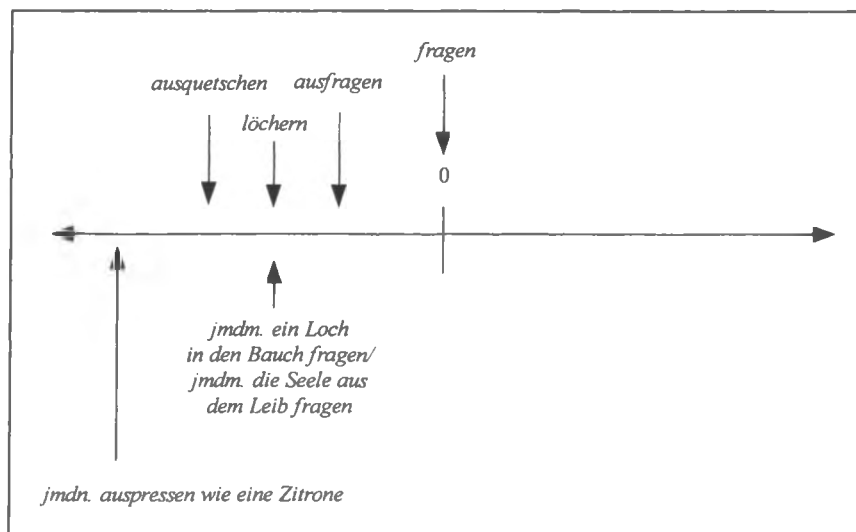 fragen
ausquetschen ausfragen
löchern
0
jmdm. ein Loch
in den Bauch fragen/
jmdm. die Seele aus
dem Leib fragen
jmdn. auspressen wie eine Zitrone